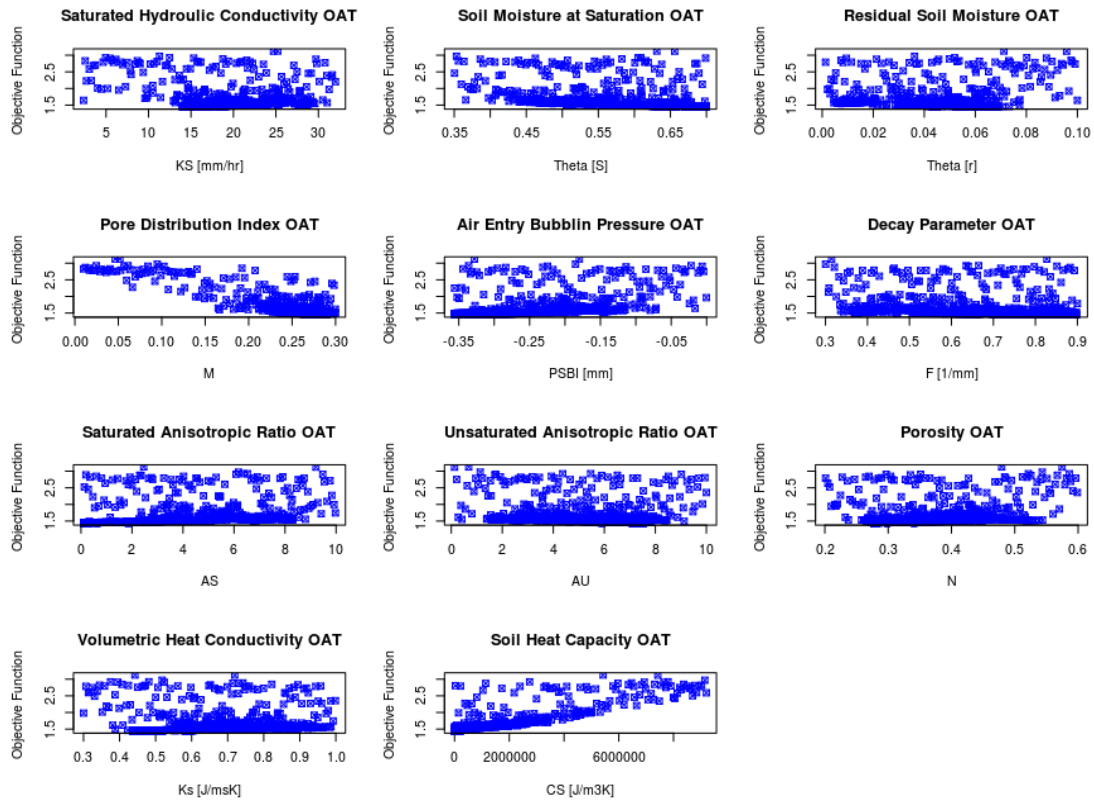 Saturated Hydroulic Conductivity OAT
Objective Function
1.5 2.5
5 10 15 20 25 30
KS [mm/hr]
Soil Moisture at Saturation OAT
Objective Function
1.5 2.5
0.35 0.45 0.55 0.65
Theta [S]
Residual Soil Moisture OAT
Objective Function
1.5 2.5
0.00 0.02 0.04 0.06 0.08 0.10
Theta [r]
Pore Distribution Index OAT
Objective Function
1.5 2.5
0.00 0.05 0.10 0.15 0.20 0.25 0.30
M
Air Entry Bubblin Pressure OAT
Objective Function
1.5 2.5
-0.35 -0.25 -0.15 -0.05
PSBI [mm]
Decay Parameter OAT
Objective Function
1.5 2.5
0.3 0.4 0.5 0.6 0.7 0.8 0.9
F [1/mm]
Saturated Anisotropic Ratio OAT
Objective Function
1.5 2.5
0 2 4 6 8 10
AS
Unsaturated Anisotropic Ratio OAT
Objective Function
1.5 2.5
0 2 4 6 8 10
AU
Porosity OAT
Objective Function
1.5 2.5
0.2 0.3 0.4 0.5 0.6
N
Volumetric Heat Conductivity OAT
Objective Function
1.5 2.5
0.3 0.4 0.5 0.6 0.7 0.8 0.9 1.0
Ks [J/msK]
Soil Heat Capacity OAT
Objective Function
1.5 2.5
0 2000000 6000000
CS [J/m3K]